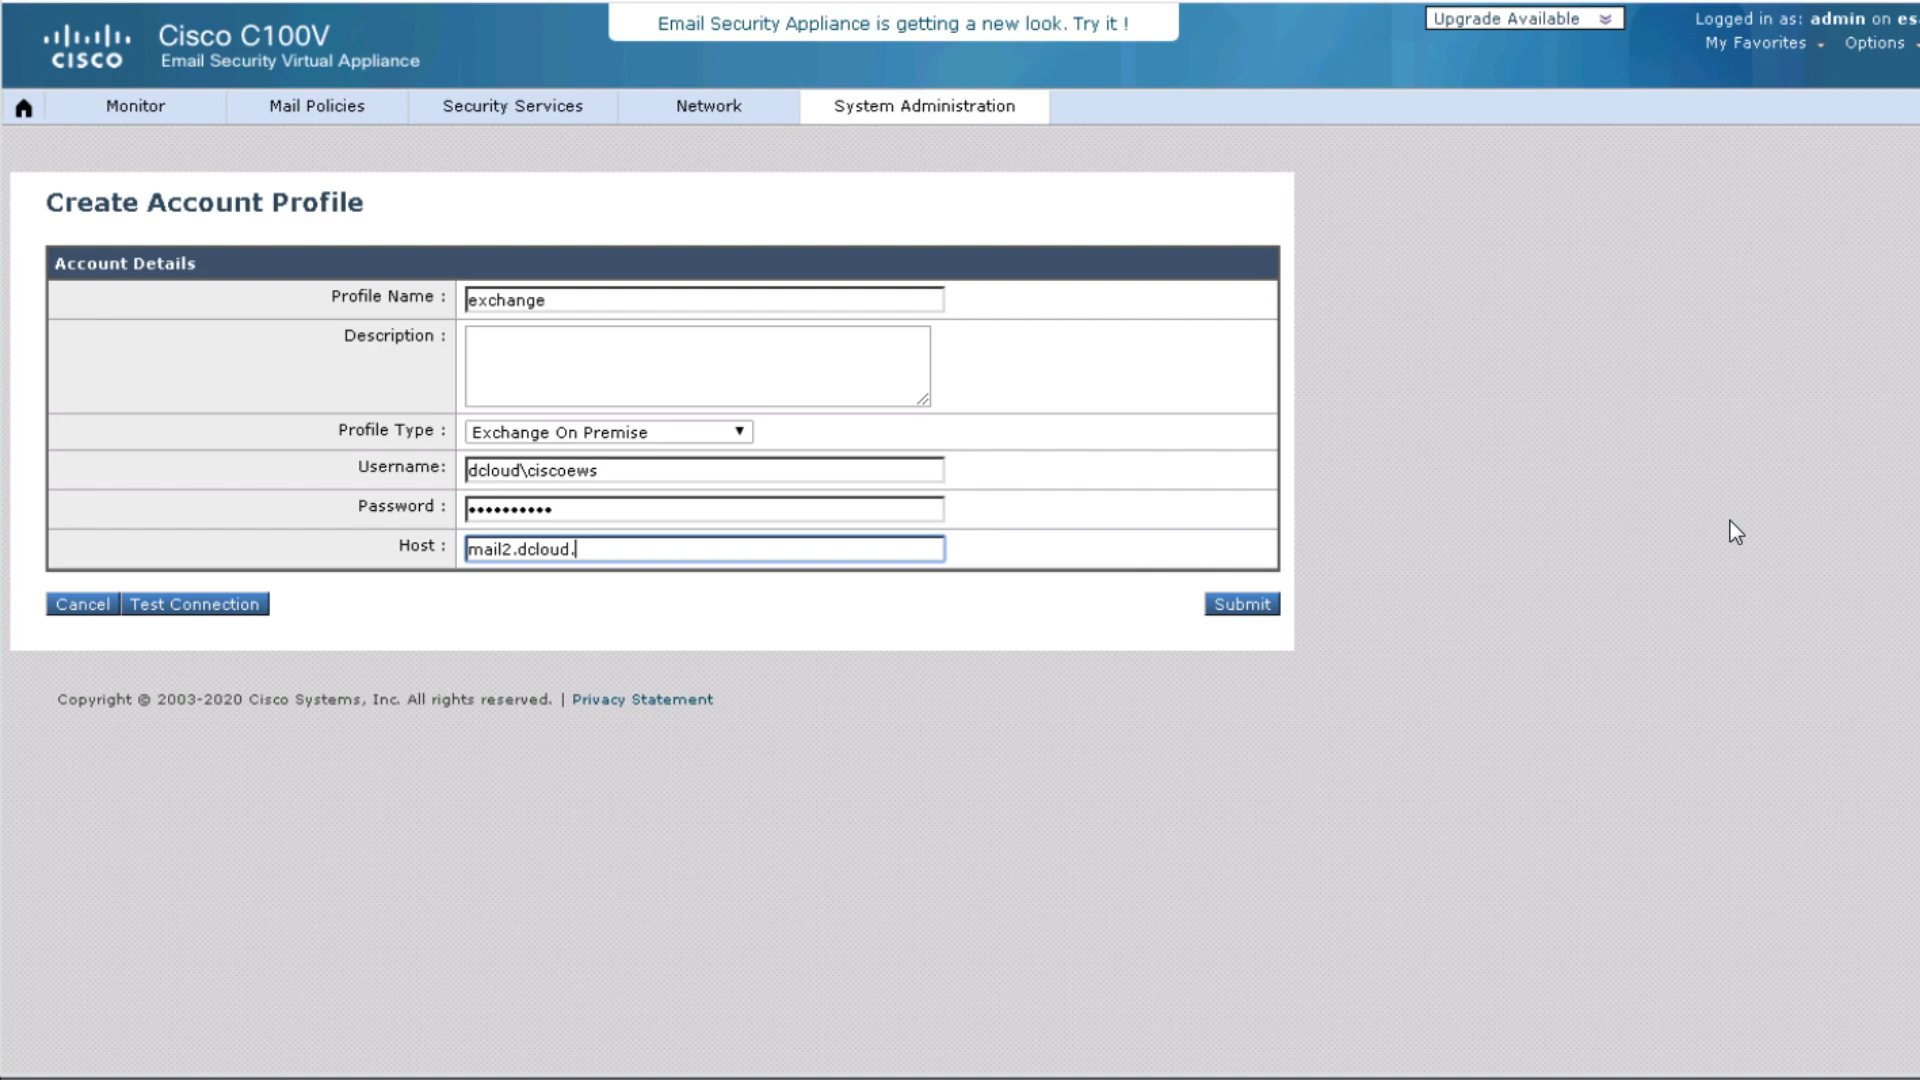 Email Security Appliance is getting a new look. Try it !
Upgrade Available
Logged in as: admin on es
CISCO
Cisco C100V
Email Security Virtual Appliance
My Favorites
Options
Monitor
Mail Policies
Security Services
Network
System Administration
Create Account Profile
Account Details
Profile Name :
exchange
Description :
Profile Type :
Exchange On Premise
Username:
dcloud\ciscoews
Password :
••••••••••
Host :
mail2.dcloud.
Cancel
Test Connection
Submit
Copyright © 2003-2020 Cisco Systems, Inc. All rights reserved. | Privacy Statement